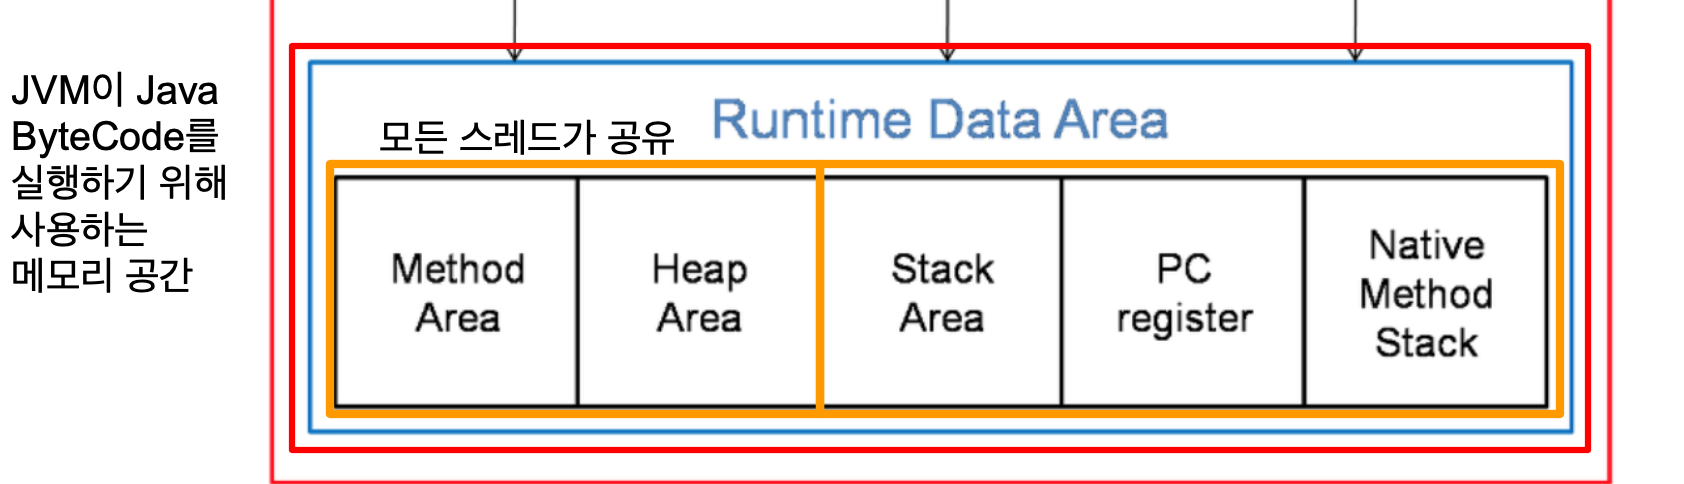 JVM이 Java
ByteCode를
실행하기 위해
사용하는
메모리 공간
모든 스레드가 공유
Runtime Data Area
Method
Area
Heap
Area
Stack
Area
PC
register
Native
Method
Stack